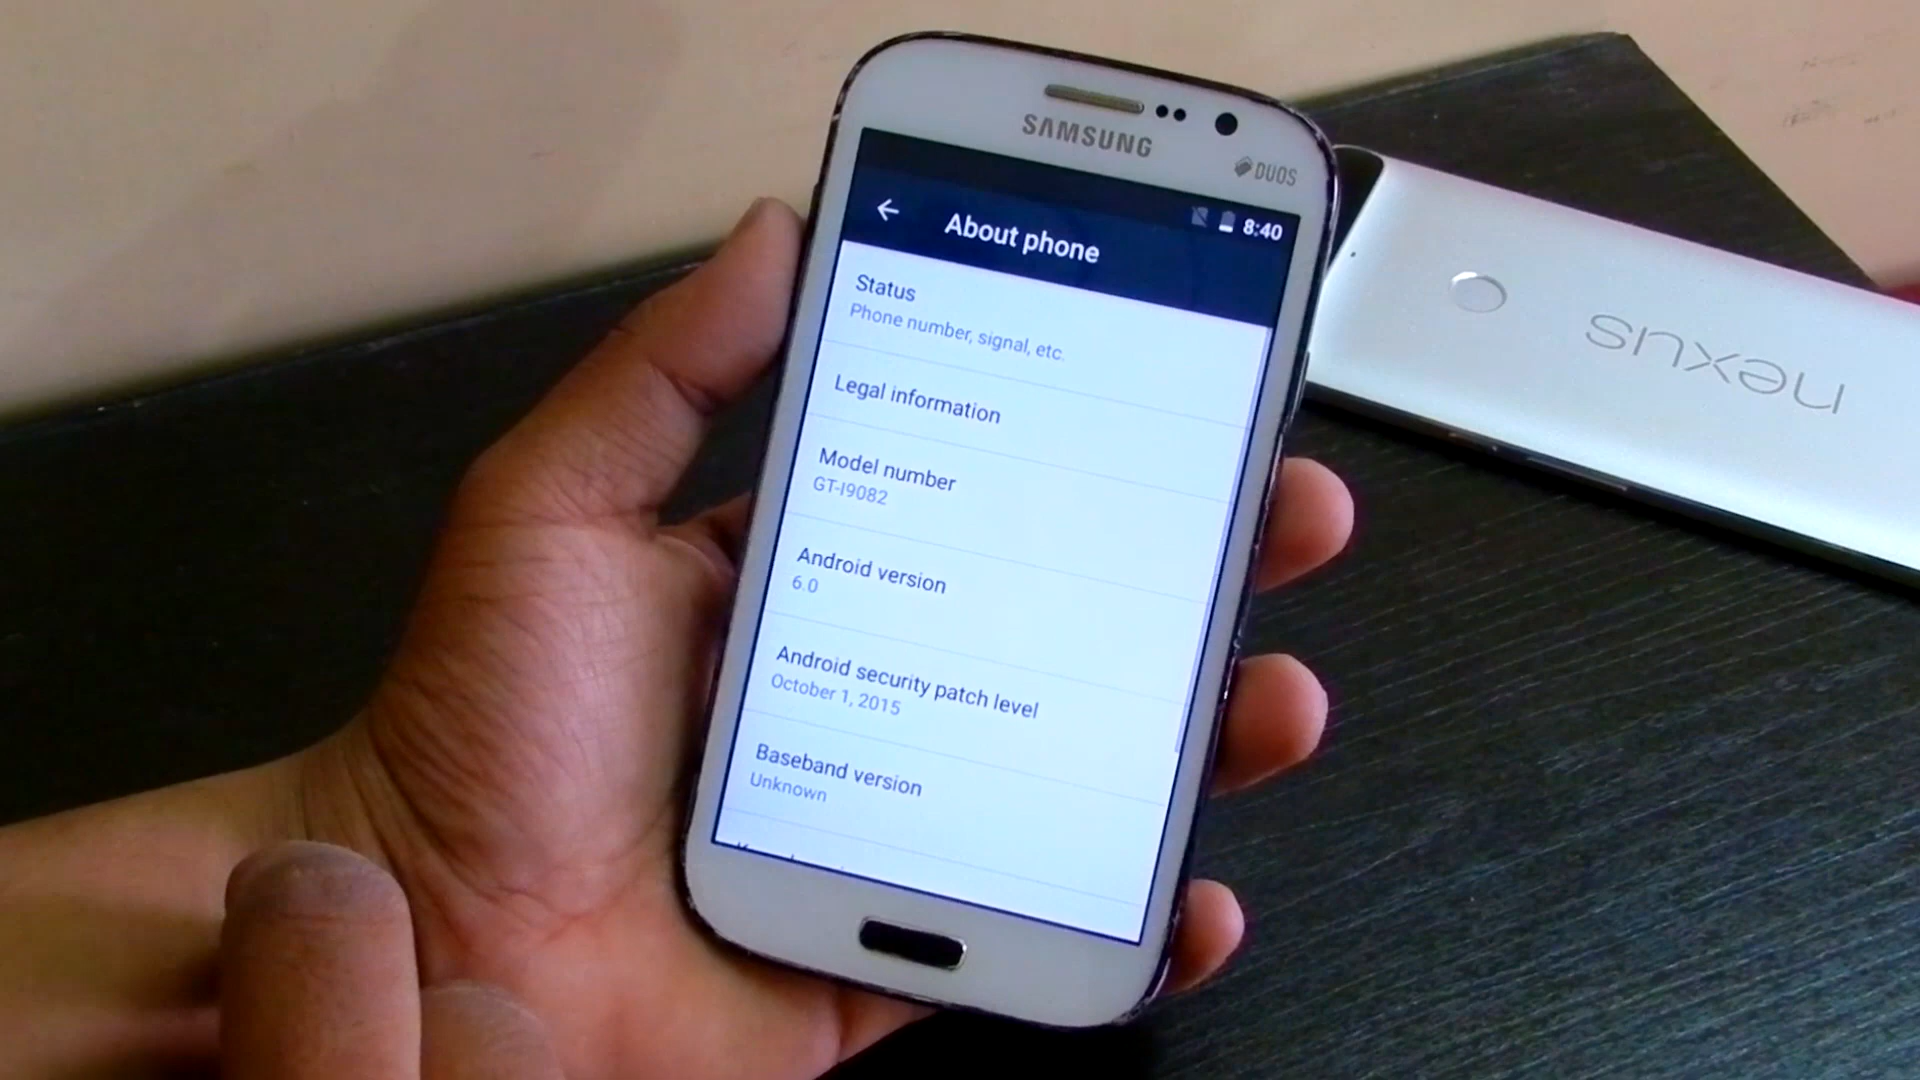 SAMSUNG
DUOS
8:40
About phone
Status
Phone number, signal, etc.
Legal information
Model number
GT-I9082
Android version
6.0
Android security patch level
October 1, 2015
Baseband version
Unknown
nexus